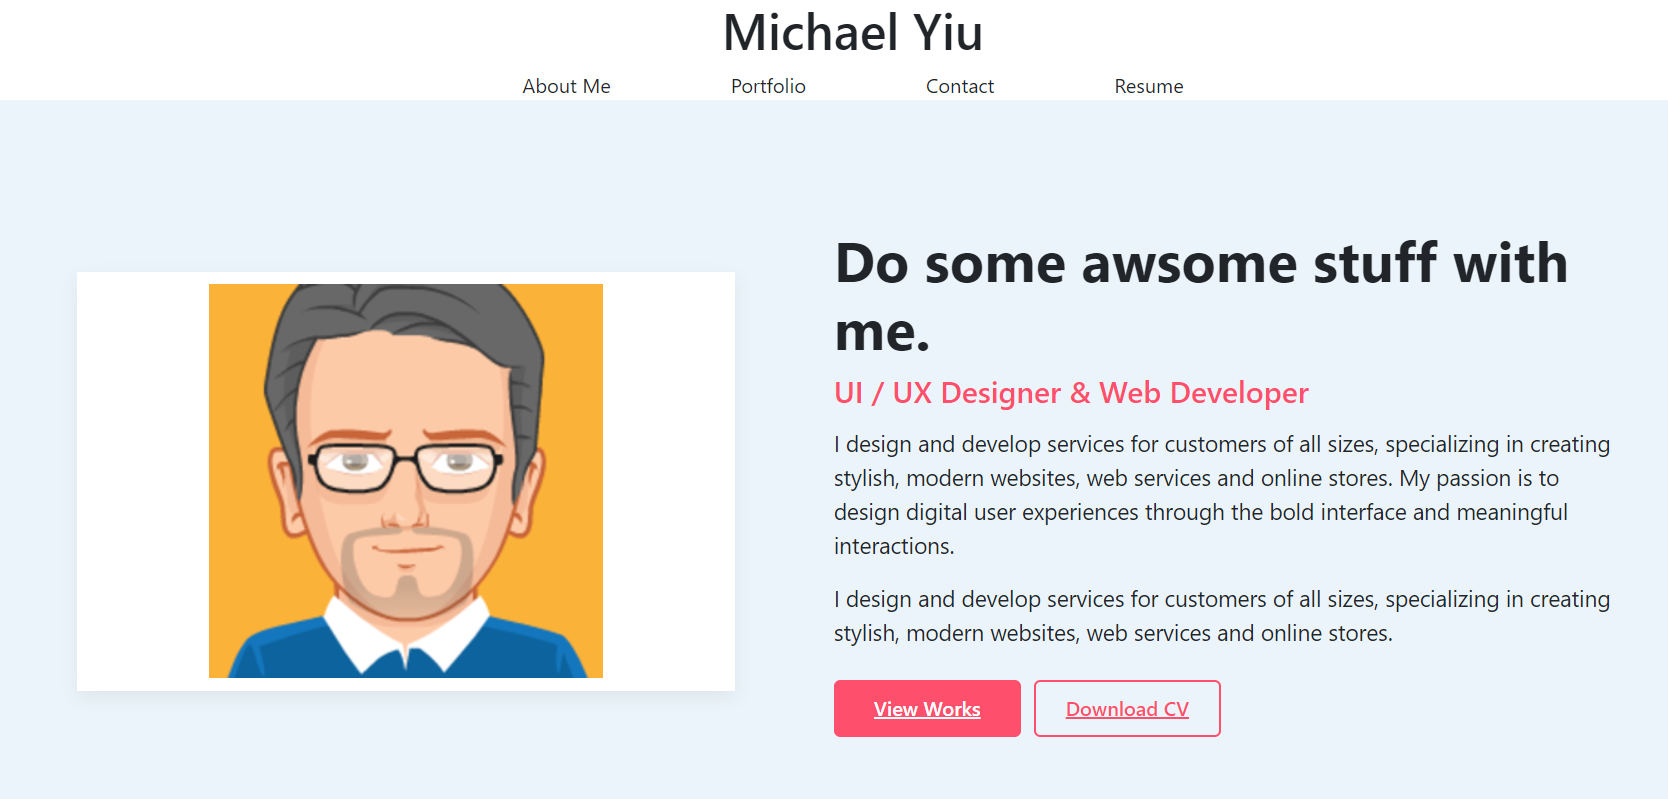 Michael Yiu
About Me Portfolio Contact Resume
Do some awsome stuff with
me.
UI / UX Designer & Web Developer
I design and develop services for customers of all sizes, specializing in creating
stylish, modern websites, web services and online stores. My passion is to
design digital user experiences through the bold interface and meaningful
interactions.
I design and develop services for customers of all sizes, specializing in creating
stylish, modern websites, web services and online stores.
View Works Download CV